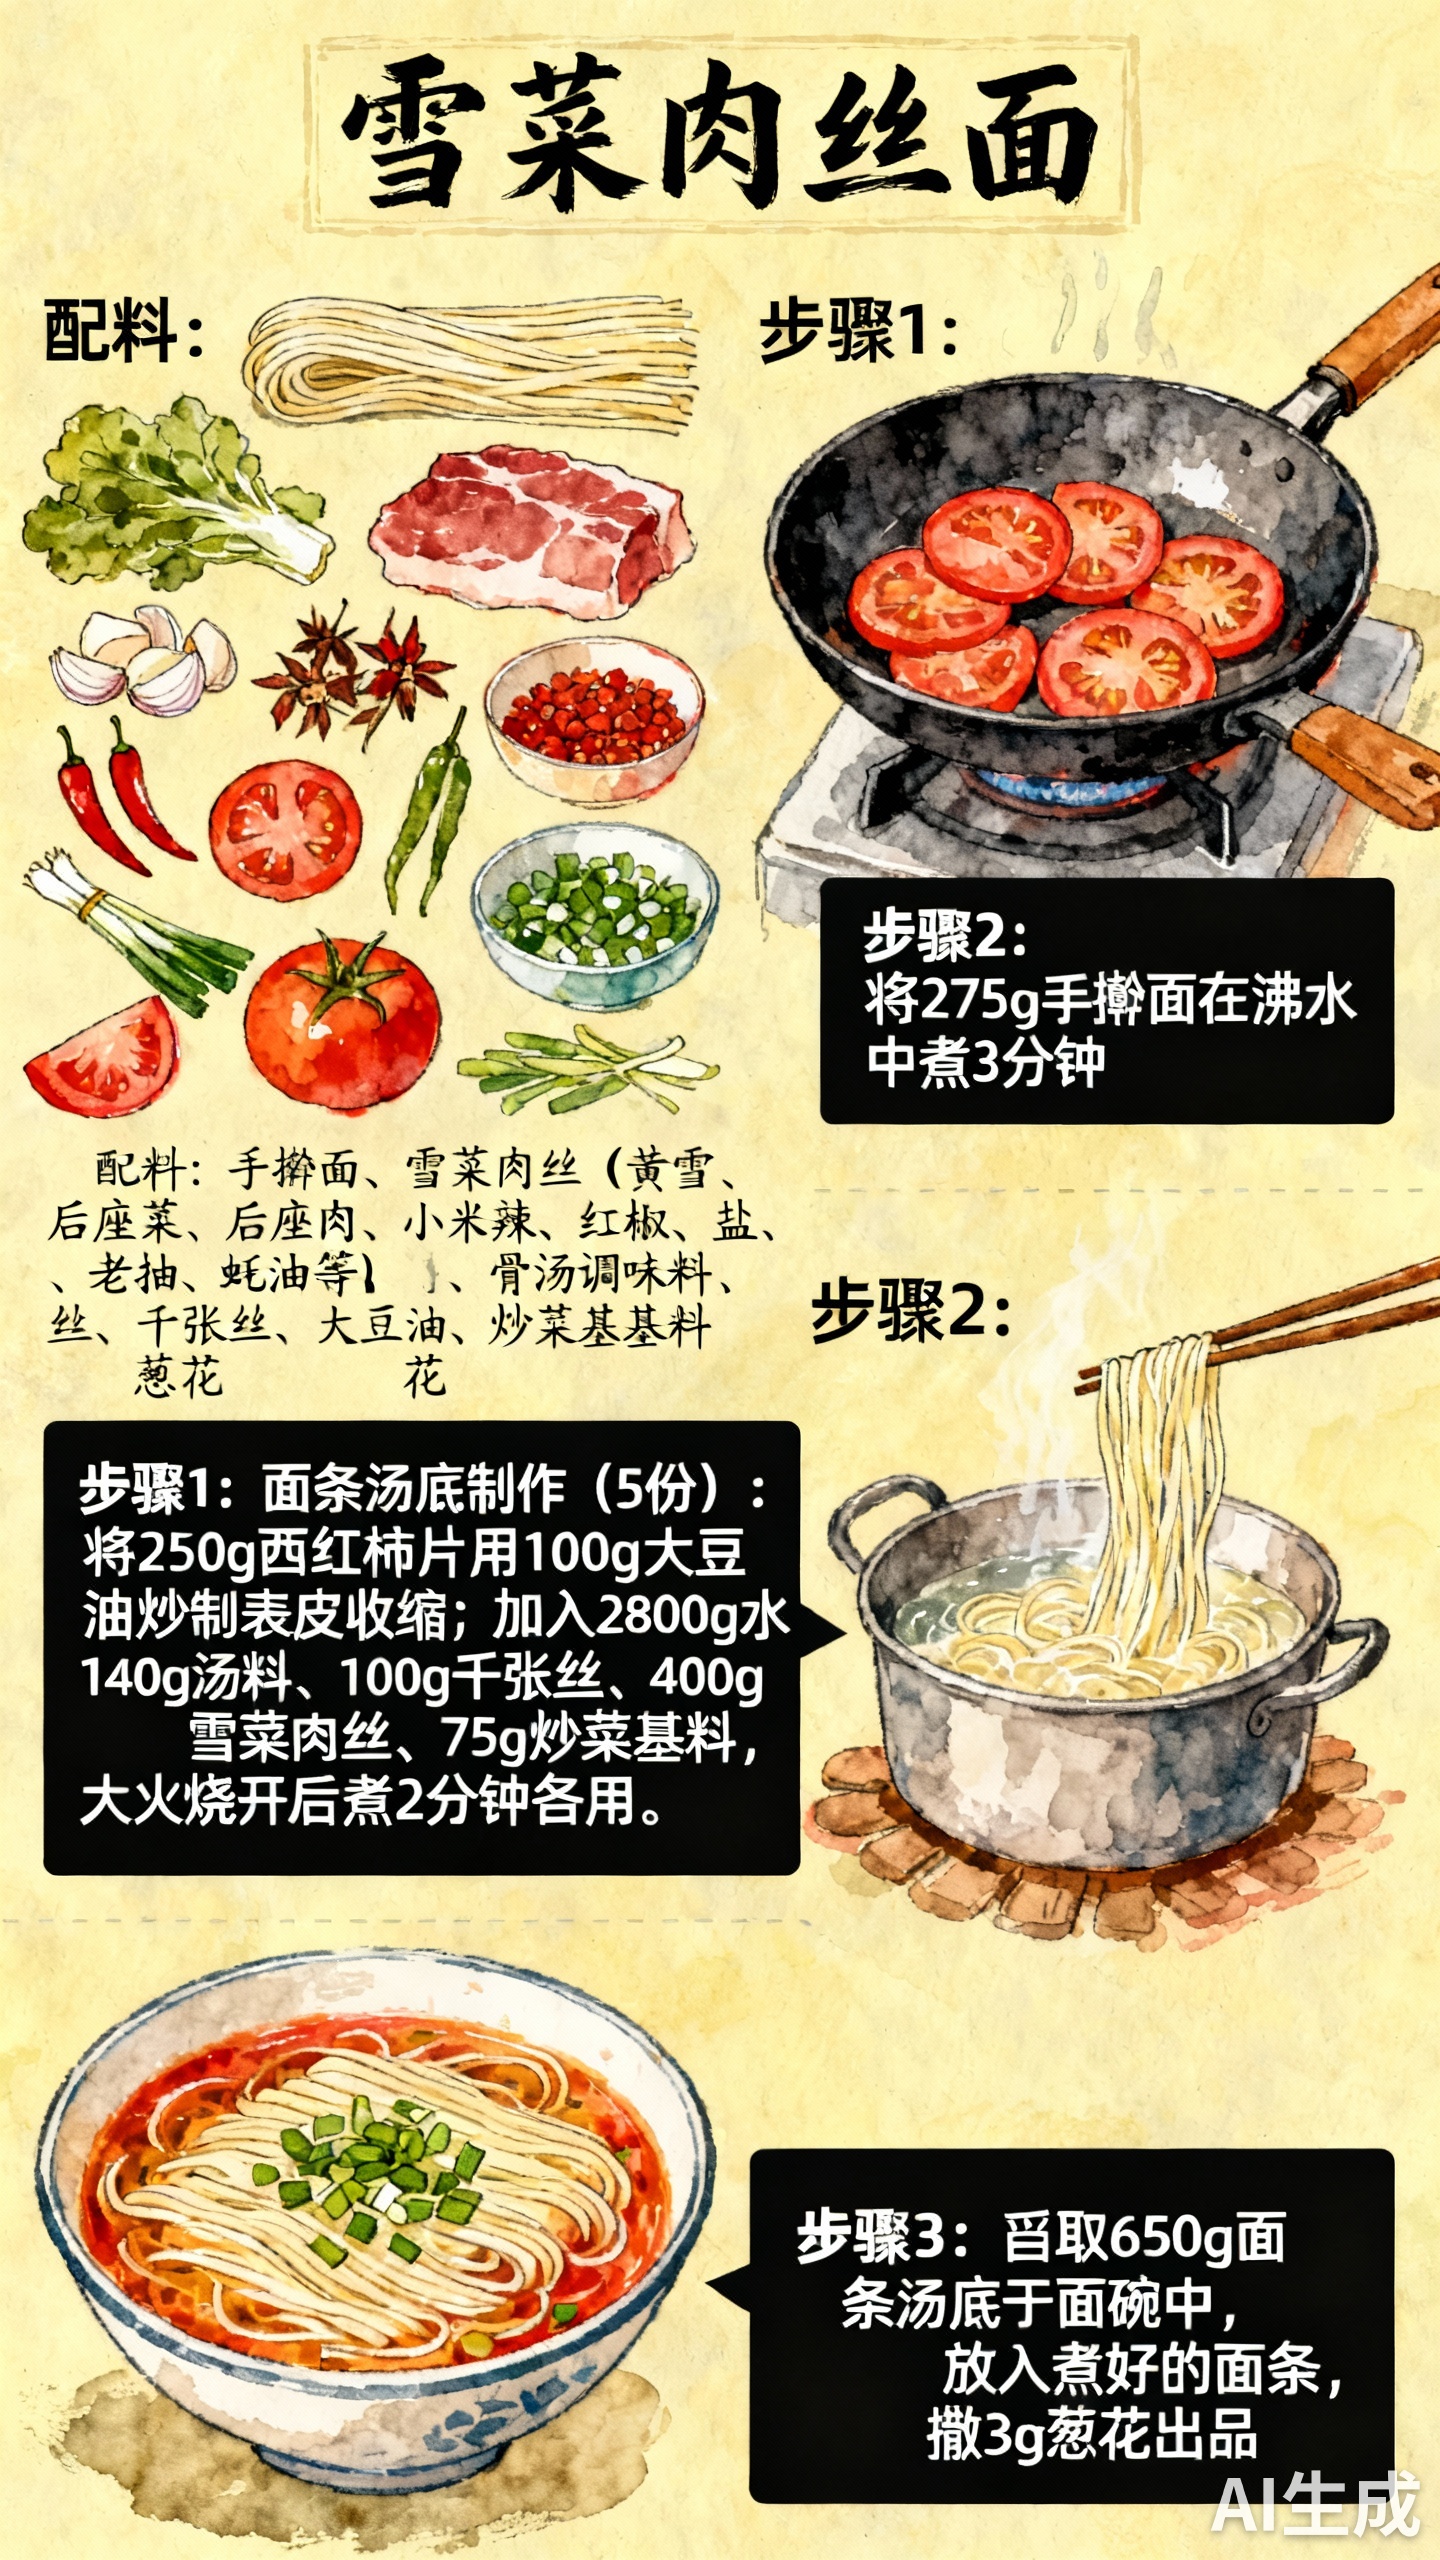 雪菜肉丝面
配料：
步骤1：
步骤2：
将275g手擀面在沸水
中煮3分钟
配料：手擀面、雪菜肉丝（黄雪、
后座菜、后座肉、小米辣、红椒、盐、
、老抽、蚝油等） 、骨汤调味料、
丝、千张丝、大豆油、炒菜基基料
葱花 花
步骤2：
步骤1：面条汤底制作（5份）：
将250g西红柿片用100g大豆
油炒制表皮收缩；加入2800g水
140g汤料、100g千张丝、400g
雪菜肉丝、75g炒菜基料，
大火烧开后煮2分钟各用。
步骤3：取650g面
条汤底于面碗中，
放入煮好的面条，
撒3g葱花出品
AI生成